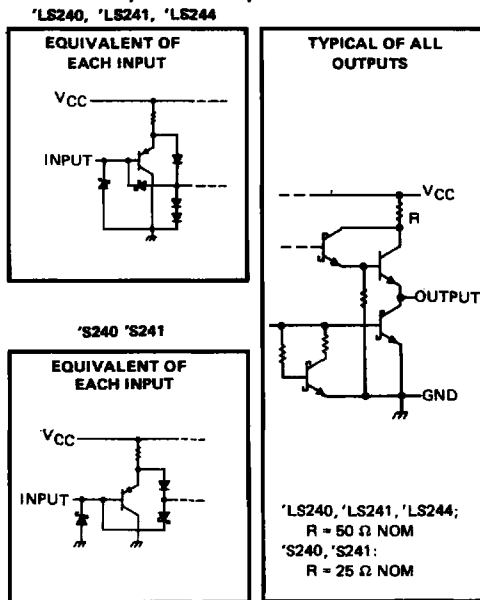 'LS240, 'LS241, 'LS244
EQUIVALENT OF
EACH INPUT
VCC
INPUT
'S240 'S241
EQUIVALENT OF
EACH INPUT
VCC
INPUT
TYPICAL OF ALL
OUTPUTS
VCC
R
OUTPUT
GND
'LS240, 'LS241, 'LS244;
R = 50 Ω NOM
'S240, 'S241:
R = 25 Ω NOM